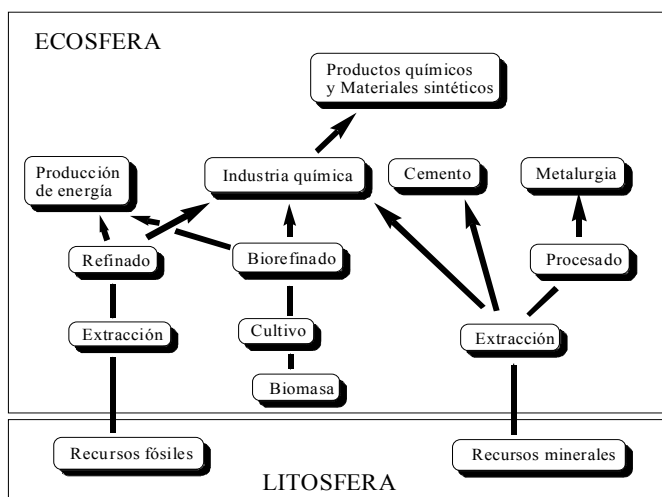 ECOSFERA
Productos químicos
y Materiales sintéticos
Producción
de energía
Industria química
Cemento
Metalurgia
Refinado
Biorefinado
Procesado
Extracción
Cultivo
Extracción
Biomasa
Recursos fósiles
Recursos minerales
LITOSFERA